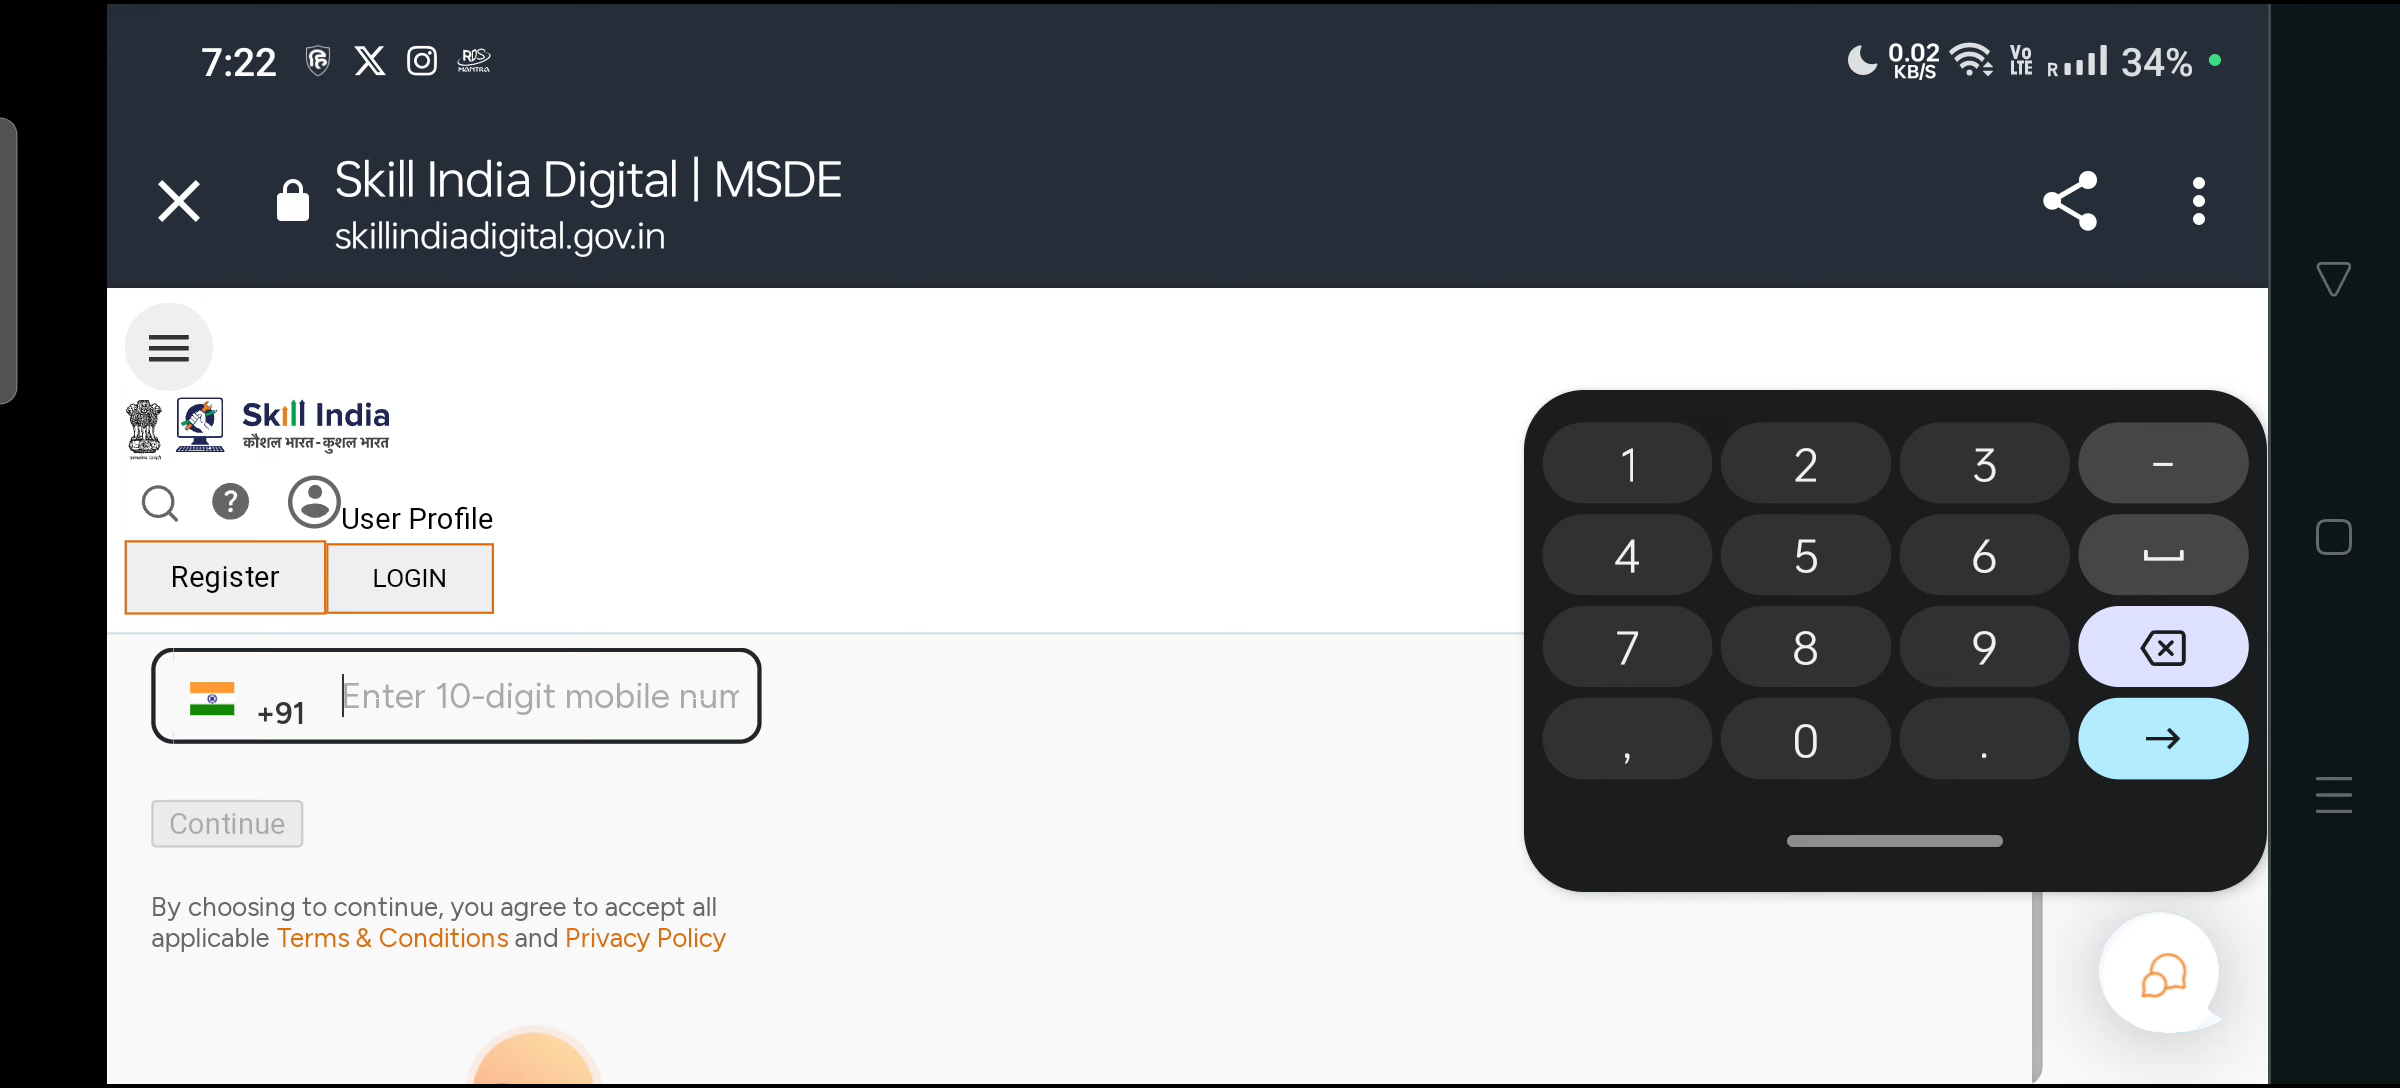 7:22
0.02 KB/S
Vo LTE
R
34%
Skill India Digital | MSDE
skillindiadigital.gov.in
Skill India
कौशल भारत - कुशल भारत
User Profile
Register
LOGIN
+91
Enter 10-digit mobile num
Continue
By choosing to continue, you agree to accept all
applicable Terms & Conditions and Privacy Policy
1 2 3 –
4 5 6
7 8 9
, 0 .